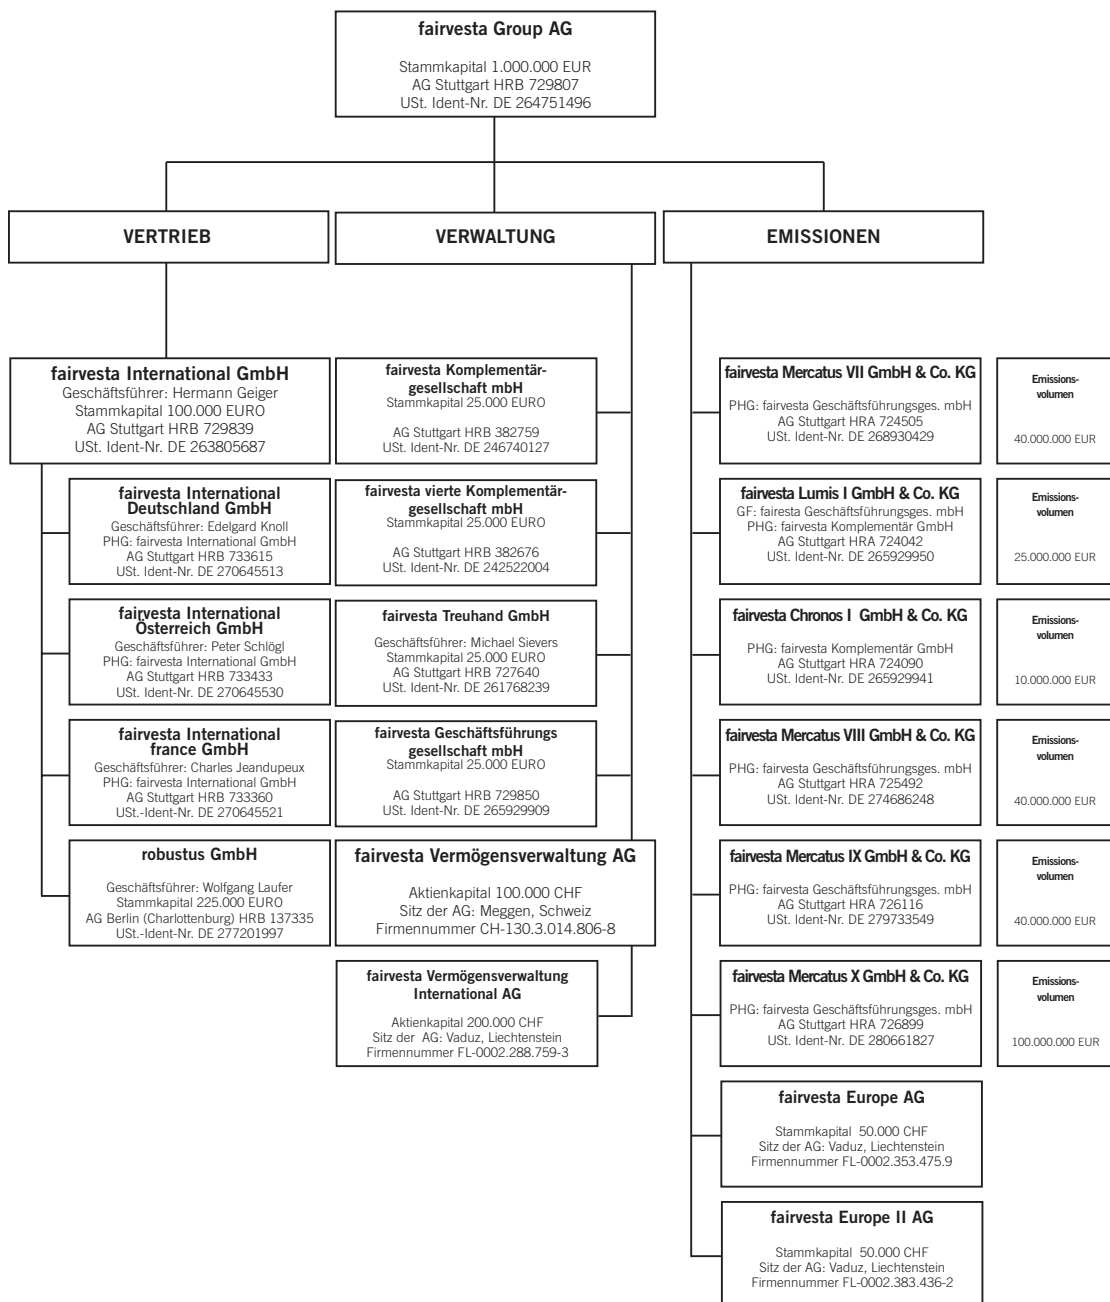 fairvesta Group AG
Stammkapital 1.000.000 EUR
AG Stuttgart HRB 729807
USt. Ident-Nr. DE 264751496
VERTRIEB
VERWALTUNG
EMISSIONEN
fairvesta International GmbH
Geschäftsführer: Hermann Geiger
Stammkapital 100.000 EURO
AG Stuttgart HRB 729839
USt. Ident-Nr. DE 263805687
fairvesta International
Deutschland GmbH
Geschäftsführer: Edelgard Knoll
PHG: fairvesta International GmbH
AG Stuttgart HRB 733615
USt. Ident-Nr. DE 270645513
fairvesta International
Österreich GmbH
Geschäftsführer: Peter Schlögl
PHG: fairvesta International GmbH
AG Stuttgart HRB 733433
USt. Ident-Nr. DE 270645530
fairvesta International
france GmbH
Geschäftsführer: Charles Jeandupeux
PHG: fairvesta International GmbH
AG Stuttgart HRB 733360
USt.-Ident-Nr. DE 270645521
robustus GmbH
Geschäftsführer: Wolfgang Laufer
Stammkapital 225.000 EURO
AG Berlin (Charlottenburg) HRB 137335
USt.-Ident-Nr. DE 277201997
fairvesta Komplementär-
gesellschaft mbH
Stammkapital 25.000 EURO
AG Stuttgart HRB 382759
USt. Ident-Nr. DE 246740127
fairvesta vierte Komplementär-
gesellschaft mbH
Stammkapital 25.000 EURO
AG Stuttgart HRB 382676
USt. Ident-Nr. DE 242522004
fairvesta Treuhand GmbH
Geschäftsführer: Michael Sievers
Stammkapital 25.000 EURO
AG Stuttgart HRB 727640
USt. Ident-Nr. DE 261768239
fairvesta Geschäftsführungs
gesellschaft mbH
Stammkapital 25.000 EURO
AG Stuttgart HRB 729850
USt. Ident-Nr. DE 265929909
fairvesta Vermögensverwaltung AG
Aktienkapital 100.000 CHF
Sitz der AG: Meggen, Schweiz
Firmennummer CH-130.3.014.806-8
fairvesta Vermögensverwaltung
International AG
Aktienkapital 200.000 CHF
Sitz der AG: Vaduz, Liechtenstein
Firmennummer FL-0002.288.759-3
fairvesta Mercatus VII GmbH & Co. KG
PHG: fairvesta Geschäftsführungsges. mbH
AG Stuttgart HRA 724505
USt. Ident-Nr. DE 268930429
Emissions-
volumen
40.000.000 EUR
fairvesta Lumis I GmbH & Co. KG
GF: fairesta Geschäftsführungsges. mbH
PHG: fairvesta Komplementär GmbH
AG Stuttgart HRA 724042
USt. Ident-Nr. DE 265929950
Emissions-
volumen
25.000.000 EUR
fairvesta Chronos I GmbH & Co. KG
PHG: fairvesta Komplementär GmbH
AG Stuttgart HRA 724090
USt. Ident-Nr. DE 265929941
Emissions-
volumen
10.000.000 EUR
fairvesta Mercatus VIII GmbH & Co. KG
PHG: fairvesta Geschäftsführungsges. mbH
AG Stuttgart HRA 725492
USt. Ident-Nr. DE 274686248
Emissions-
volumen
40.000.000 EUR
fairvesta Mercatus IX GmbH & Co. KG
PHG: fairvesta Geschäftsführungsges. mbH
AG Stuttgart HRA 726116
USt. Ident-Nr. DE 279733549
Emissions-
volumen
40.000.000 EUR
fairvesta Mercatus X GmbH & Co. KG
PHG: fairvesta Geschäftsführungsges. mbH
AG Stuttgart HRA 726899
USt. Ident-Nr. DE 280661827
Emissions-
volumen
100.000.000 EUR
fairvesta Europe AG
Stammkapital 50.000 CHF
Sitz der AG: Vaduz, Liechtenstein
Firmennummer FL-0002.353.475.9
fairvesta Europe II AG
Stammkapital 50.000 CHF
Sitz der AG: Vaduz, Liechtenstein
Firmennummer FL-0002.383.436-2